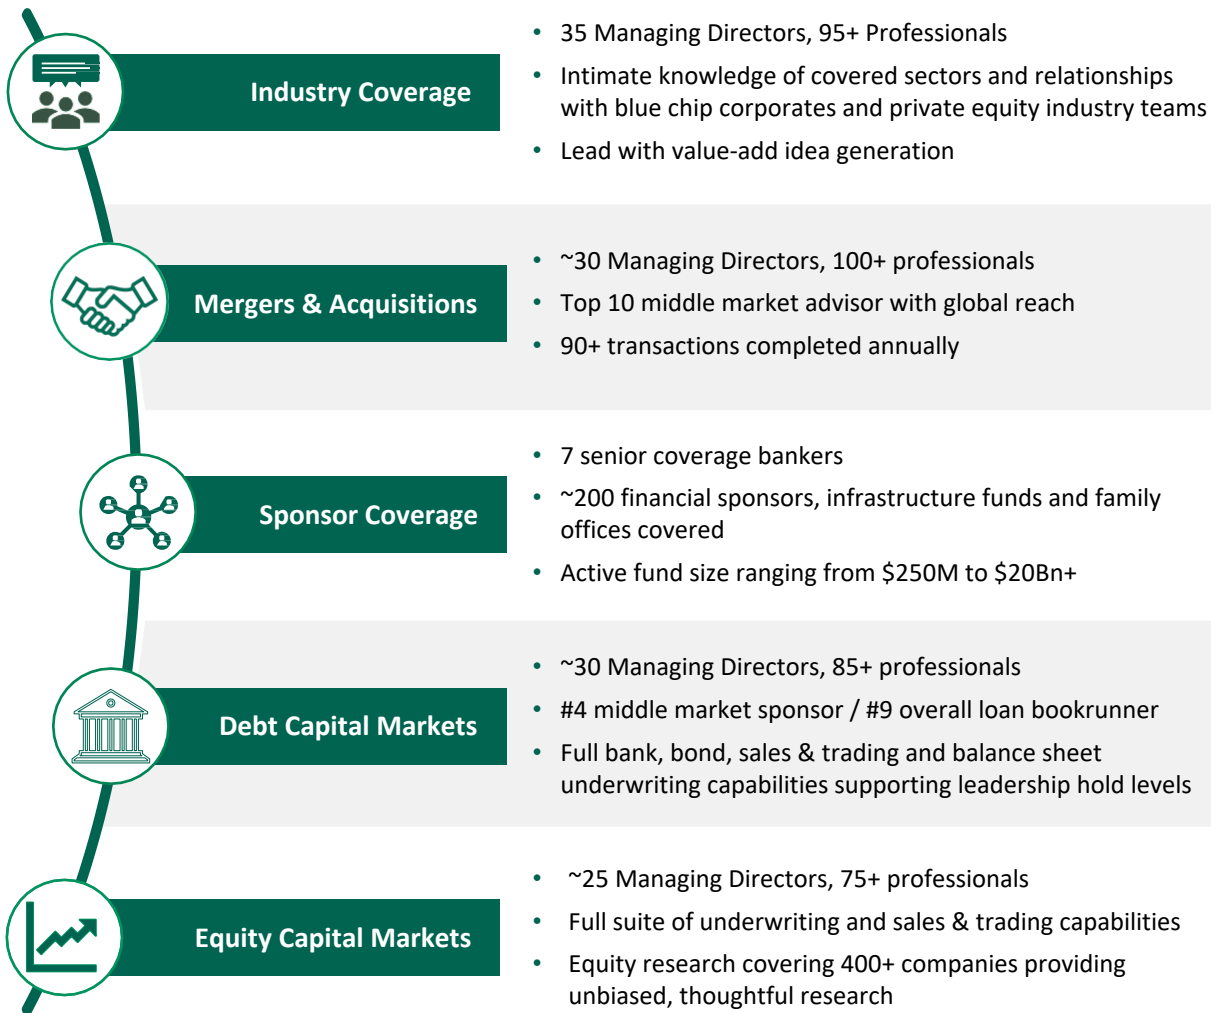 Industry Coverage
• 35 Managing Directors, 95+ Professionals
• Intimate knowledge of covered sectors and relationships
with blue chip corporates and private equity industry teams
• Lead with value-add idea generation
Mergers & Acquisitions
• ~30 Managing Directors, 100+ professionals
• Top 10 middle market advisor with global reach
• 90+ transactions completed annually
Sponsor Coverage
• 7 senior coverage bankers
• ~200 financial sponsors, infrastructure funds and family
offices covered
• Active fund size ranging from $250M to $20Bn+
Debt Capital Markets
• ~30 Managing Directors, 85+ professionals
• #4 middle market sponsor / #9 overall loan bookrunner
• Full bank, bond, sales & trading and balance sheet
underwriting capabilities supporting leadership hold levels
Equity Capital Markets
• ~25 Managing Directors, 75+ professionals
• Full suite of underwriting and sales & trading capabilities
• Equity research covering 400+ companies providing
unbiased, thoughtful research